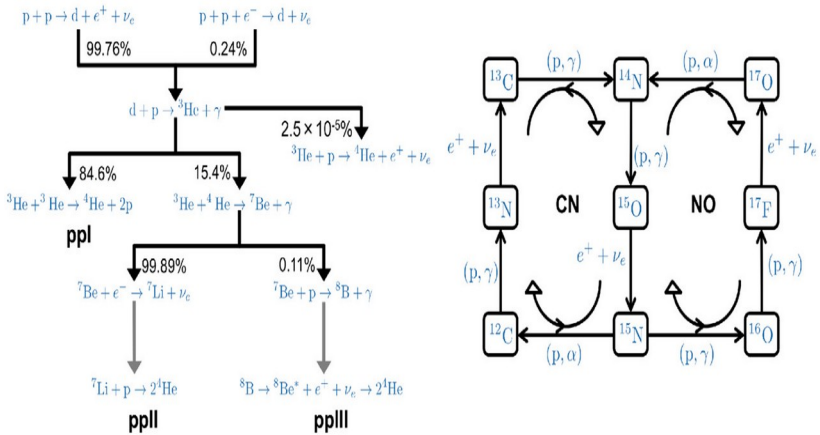 p + p → d + e⁺ + νₑ
p + p + e⁻ → d + νₑ
99.76%
0.24%
d + p → ³He + γ
2.5 × 10⁻⁵%
³He + p → ⁴He + e⁺ + νₑ
84.6%
15.4%
³He + ³He → ⁴He + 2p
³He + ⁴He → ⁷Be + γ
ppI
99.89%
0.11%
⁷Be + e⁻ → ⁷Li + νₑ
⁷Be + p → ⁸B + γ
⁷Li + p → 2⁴He
⁸B → ⁸Be* + e⁺ + νₑ → 2⁴He
ppII
ppIII
¹³C
(p, γ)
¹⁴N
(p, α)
¹⁷O
e⁺ + νₑ
(p, γ)
e⁺ + νₑ
¹³N
CN
¹⁵O
NO
¹⁷F
(p, γ)
e⁺ + νₑ
(p, γ)
¹²C
(p, α)
¹⁵N
(p, γ)
¹⁶O